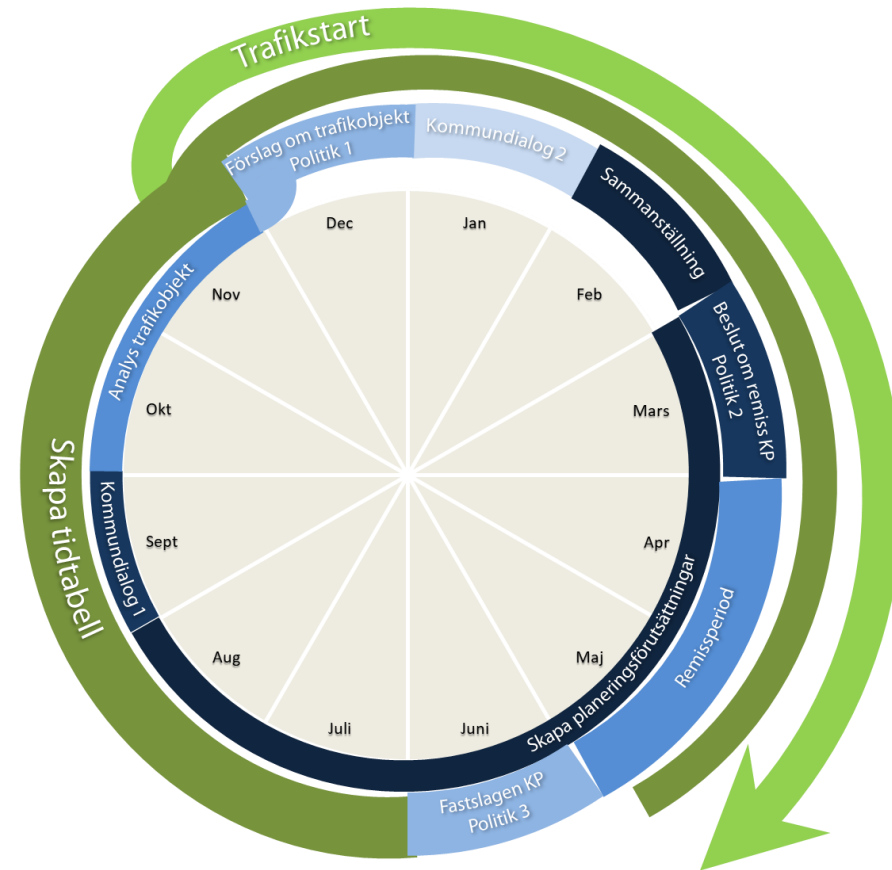 Trafikstart
Förslag om trafikobjekt
Politik 1
Kommundialog 2
Sammanställning
Beslut om remiss KP
Politik 2
Remissperiod
Skapa planeringsförutsättningar
Fastslagen KP
Politik 3
Skapa tidtabell
Kommundialog 1
Analys trafikobjekt
Jan
Feb
Mars
Apr
Maj
Juni
Juli
Aug
Sept
Okt
Nov
Dec